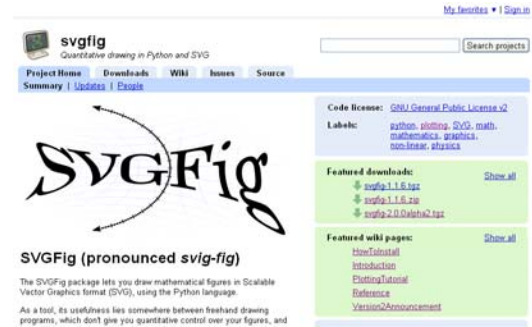 My favorites ▼ | Sign in
svgfig
Quantitative drawing in Python and SVG
Search projects
Project Home Downloads Wiki Issues Source
Summary | Updates | People
SVGFig
SVGFig (pronounced svig-fig)
The SVGFig package lets you draw mathematical figures in Scalable
Vector Graphics format (SVG), using the Python language.
As a tool, its usefulness lies somewhere between freehand drawing
programs, which don't give you quantitative control over your figures, and
Code license: GNU General Public License v2
Labels: python, plotting, SVG, math,
mathematics, graphics,
non-linear, physics
Featured downloads: Show all
svgfig-1.1.6.tgz
svgfig-1.1.6.zip
svgfig-2.0.0alpha2.tgz
Featured wiki pages: Show all
HowToInstall
Introduction
PlottingTutorial
Reference
Version2Announcement